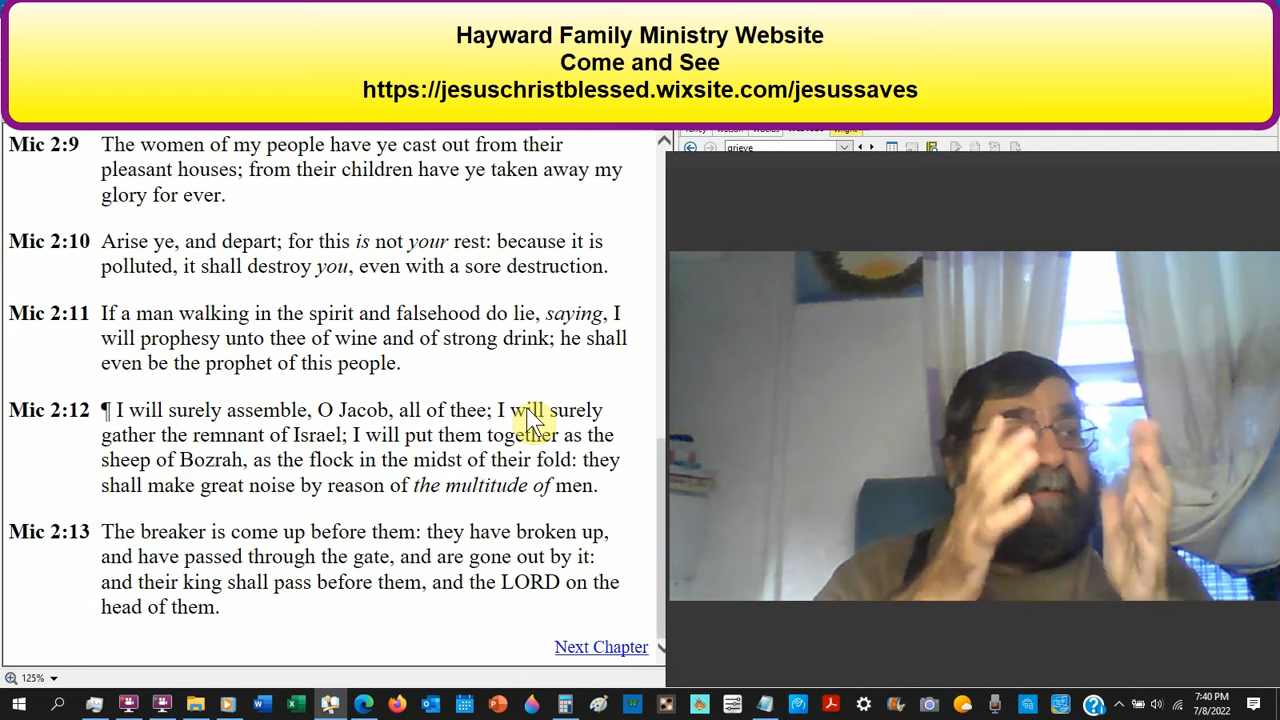 Hayward Family Ministry Website
Come and See
https://jesuschristblessed.wixsite.com/jesussaves
grieve
Mic 2:9 The women of my people have ye cast out from their
pleasant houses; from their children have ye taken away my
glory for ever.
Mic 2:10 Arise ye, and depart; for this is not your rest: because it is
polluted, it shall destroy you, even with a sore destruction.
Mic 2:11 If a man walking in the spirit and falsehood do lie, saying, I
will prophesy unto thee of wine and of strong drink; he shall
even be the prophet of this people.
Mic 2:12 ¶ I will surely assemble, O Jacob, all of thee; I will surely
gather the remnant of Israel; I will put them together as the
sheep of Bozrah, as the flock in the midst of their fold: they
shall make great noise by reason of the multitude of men.
Mic 2:13 The breaker is come up before them: they have broken up,
and have passed through the gate, and are gone out by it:
and their king shall pass before them, and the LORD on the
head of them.
Next Chapter
125%
7:40 PM
7/8/2022